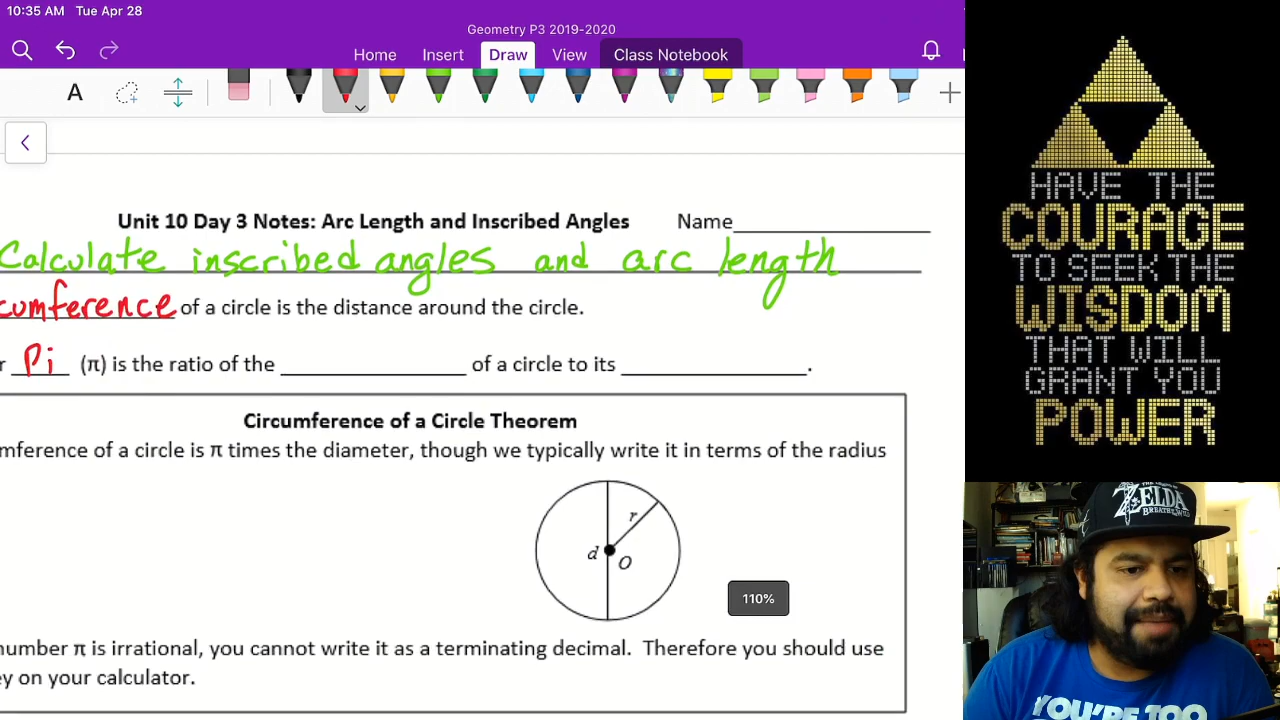 10:35 AM Tue Apr 28
Geometry P3 2019-2020
Home Insert Draw View Class Notebook
A
Unit 10 Day 3 Notes: Arc Length and Inscribed Angles Name
Calculate inscribed angles and arc length
cumference of a circle is the distance around the circle.
r Pi (π) is the ratio of the of a circle to its .
Circumference of a Circle Theorem
mference of a circle is π times the diameter, though we typically write it in terms of the radius
r
d
O
110%
number π is irrational, you cannot write it as a terminating decimal. Therefore you should use
ey on your calculator.
HAVE THE
COURAGE
TO SEEK THE
WISDOM
THAT WILL
GRANT YOU
POWER
THE LEGEND OF
ZELDA
BREATH OF THE WILD
YOU'RE TOO